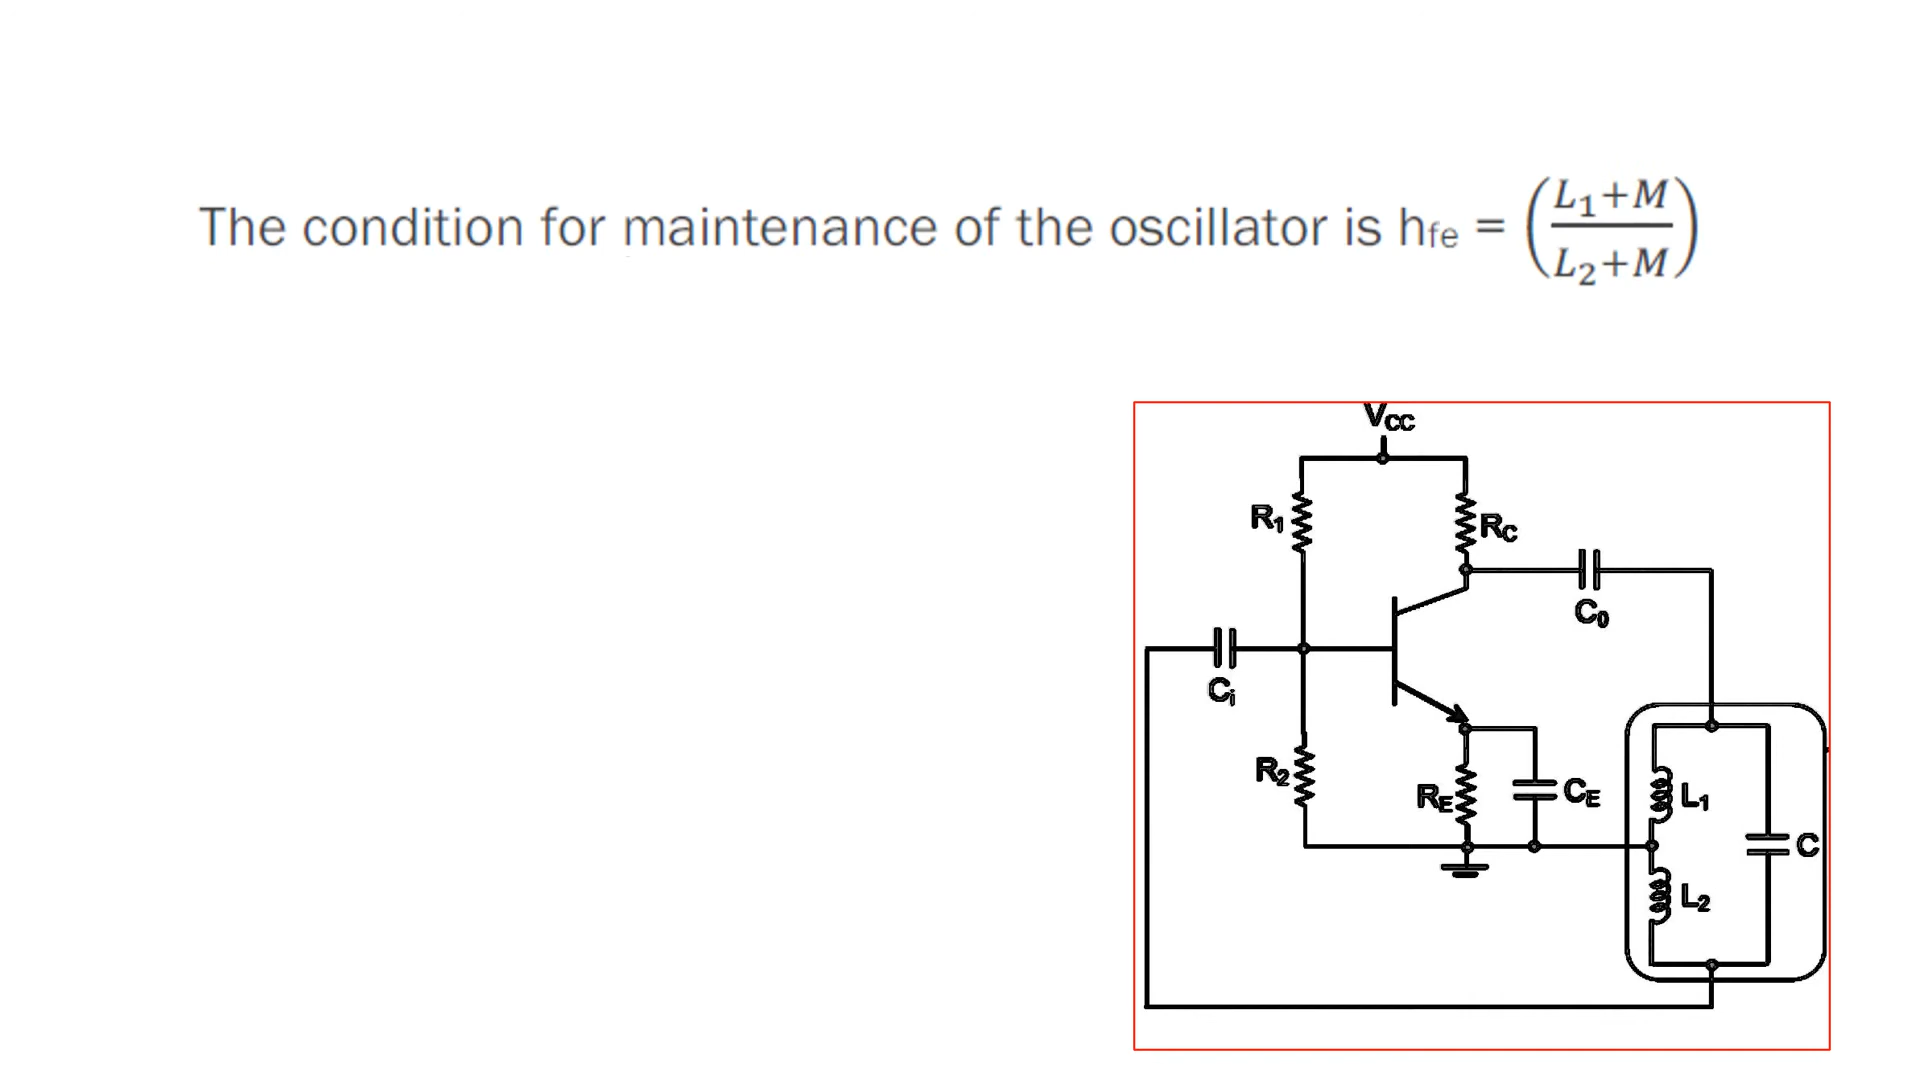 The condition for maintenance of the oscillator is hfe = (L₁+M / L₂+M)
VCC
R1
RC
C0
Ci
R2
RE
CE
L1
C
L2